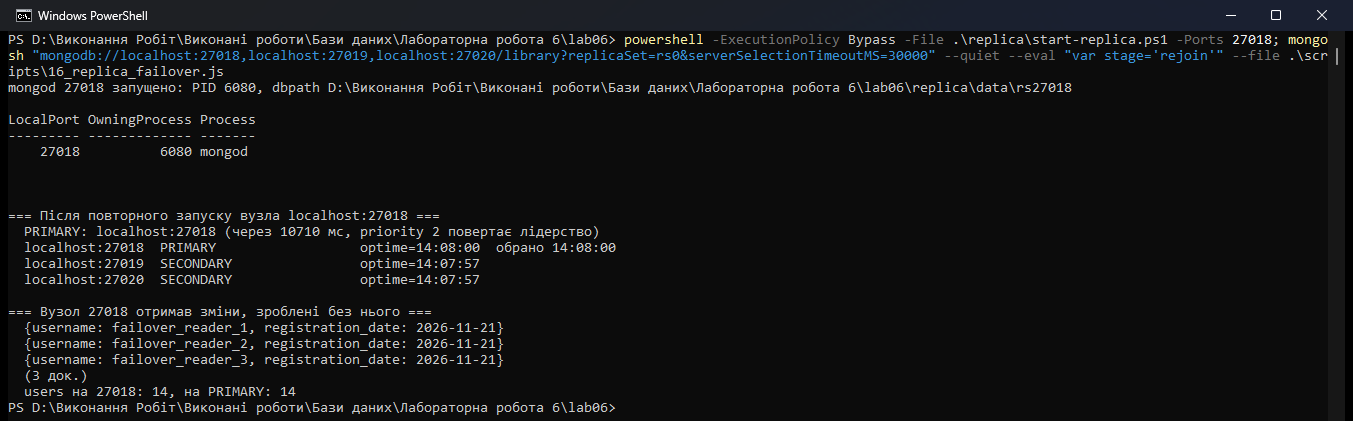 Windows PowerShell
PS D:\Виконання Робіт\Виконані роботи\Бази даних\Лабораторна робота 6\lab06> powershell -ExecutionPolicy Bypass -File .\replica\start-replica.ps1 -Ports 27018; mongo
sh "mongodb://localhost:27018,localhost:27019,localhost:27020/library?replicaSet=rs0&serverSelectionTimeoutMS=30000" --quiet --eval "var stage='rejoin'" --file .\scr
ipts\16_replica_failover.js
mongod 27018 запущено: PID 6080, dbpath D:\Виконання Робіт\Виконані роботи\Бази даних\Лабораторна робота 6\lab06\replica\data\rs27018
LocalPort OwningProcess Process
--------- ------------- -------
27018 6080 mongod
=== Після повторного запуску вузла localhost:27018 ===
PRIMARY: localhost:27018 (через 10710 мс, priority 2 повертає лідерство)
localhost:27018 PRIMARY optime=14:08:00 обрано 14:08:00
localhost:27019 SECONDARY optime=14:07:57
localhost:27020 SECONDARY optime=14:07:57
=== Вузол 27018 отримав зміни, зроблені без нього ===
{username: failover_reader_1, registration_date: 2026-11-21}
{username: failover_reader_2, registration_date: 2026-11-21}
{username: failover_reader_3, registration_date: 2026-11-21}
(3 док.)
users на 27018: 14, на PRIMARY: 14
PS D:\Виконання Робіт\Виконані роботи\Бази даних\Лабораторна робота 6\lab06>